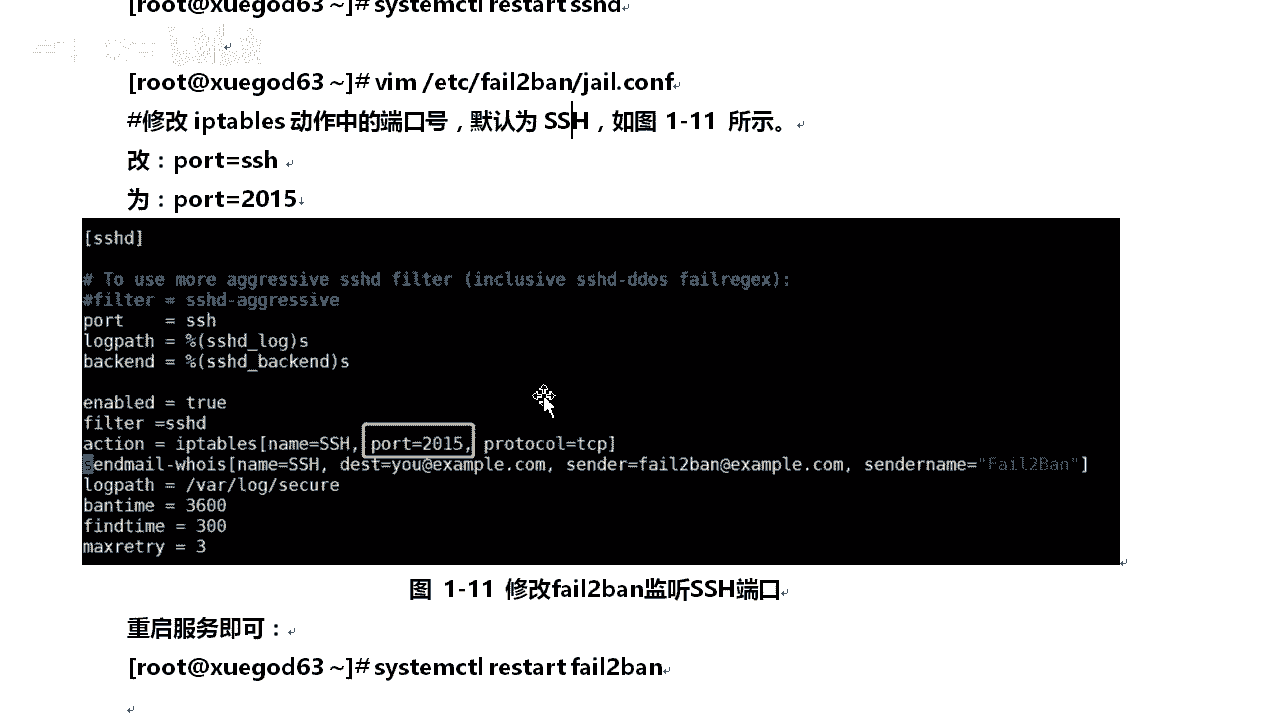 [root@xuegod63 ~]# systemctl restart sshd
[root@xuegod63 ~]# vim /etc/fail2ban/jail.conf
#修改 iptables 动作中的端口号，默认为 SSH，如图 1-11 所示。
改：port=ssh
为：port=2015
[sshd]
# To use more aggressive sshd filter (inclusive sshd-ddos failregex):
#filter = sshd-aggressive
port    = ssh
logpath = %(sshd_log)s
backend = %(sshd_backend)s
enabled = true
filter =sshd
action = iptables[name=SSH, port=2015, protocol=tcp]
sendmail-whois[name=SSH, dest=you@example.com, sender=fail2ban@example.com, sendername="Fail2Ban"]
logpath = /var/log/secure
bantime = 3600
findtime = 300
maxretry = 3
图 1-11 修改fail2ban监听SSH端口
重启服务即可：
[root@xuegod63 ~]# systemctl restart fail2ban